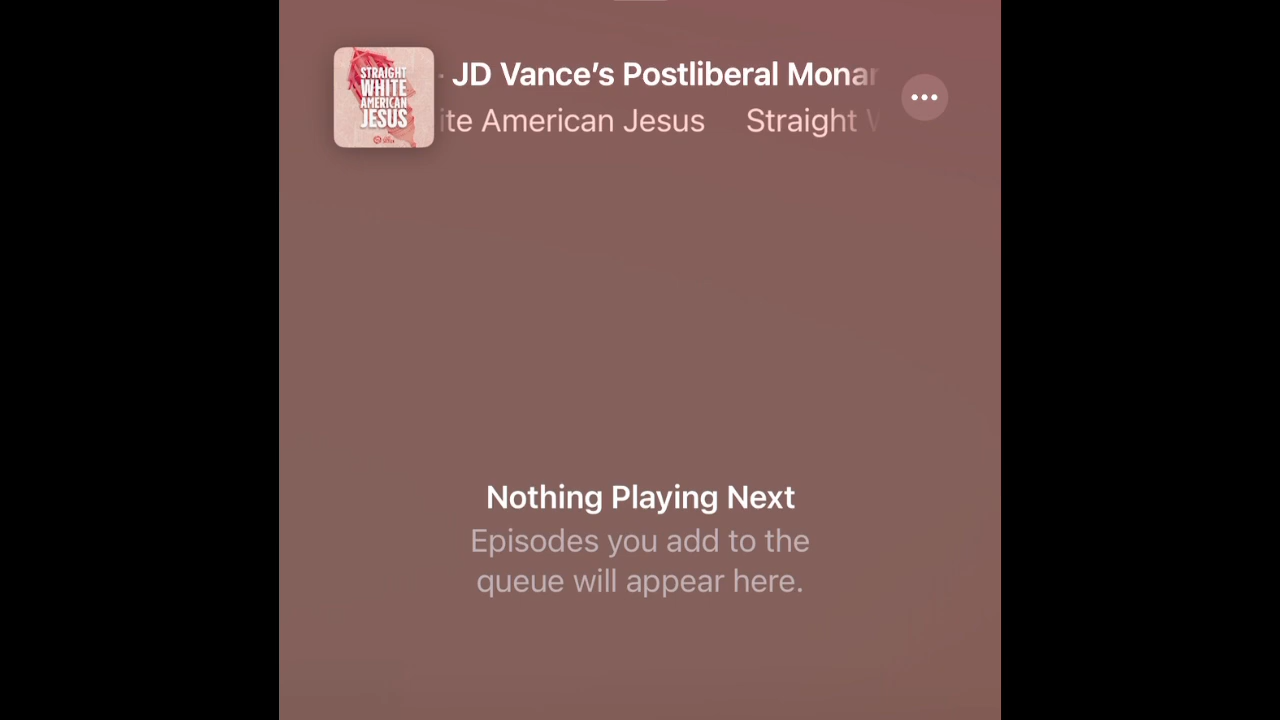 STRAIGHT
WHITE
AMERICAN
JESUS
· JD Vance’s Postliberal Monar
ite American Jesus Straight W
Nothing Playing Next
Episodes you add to the
queue will appear here.